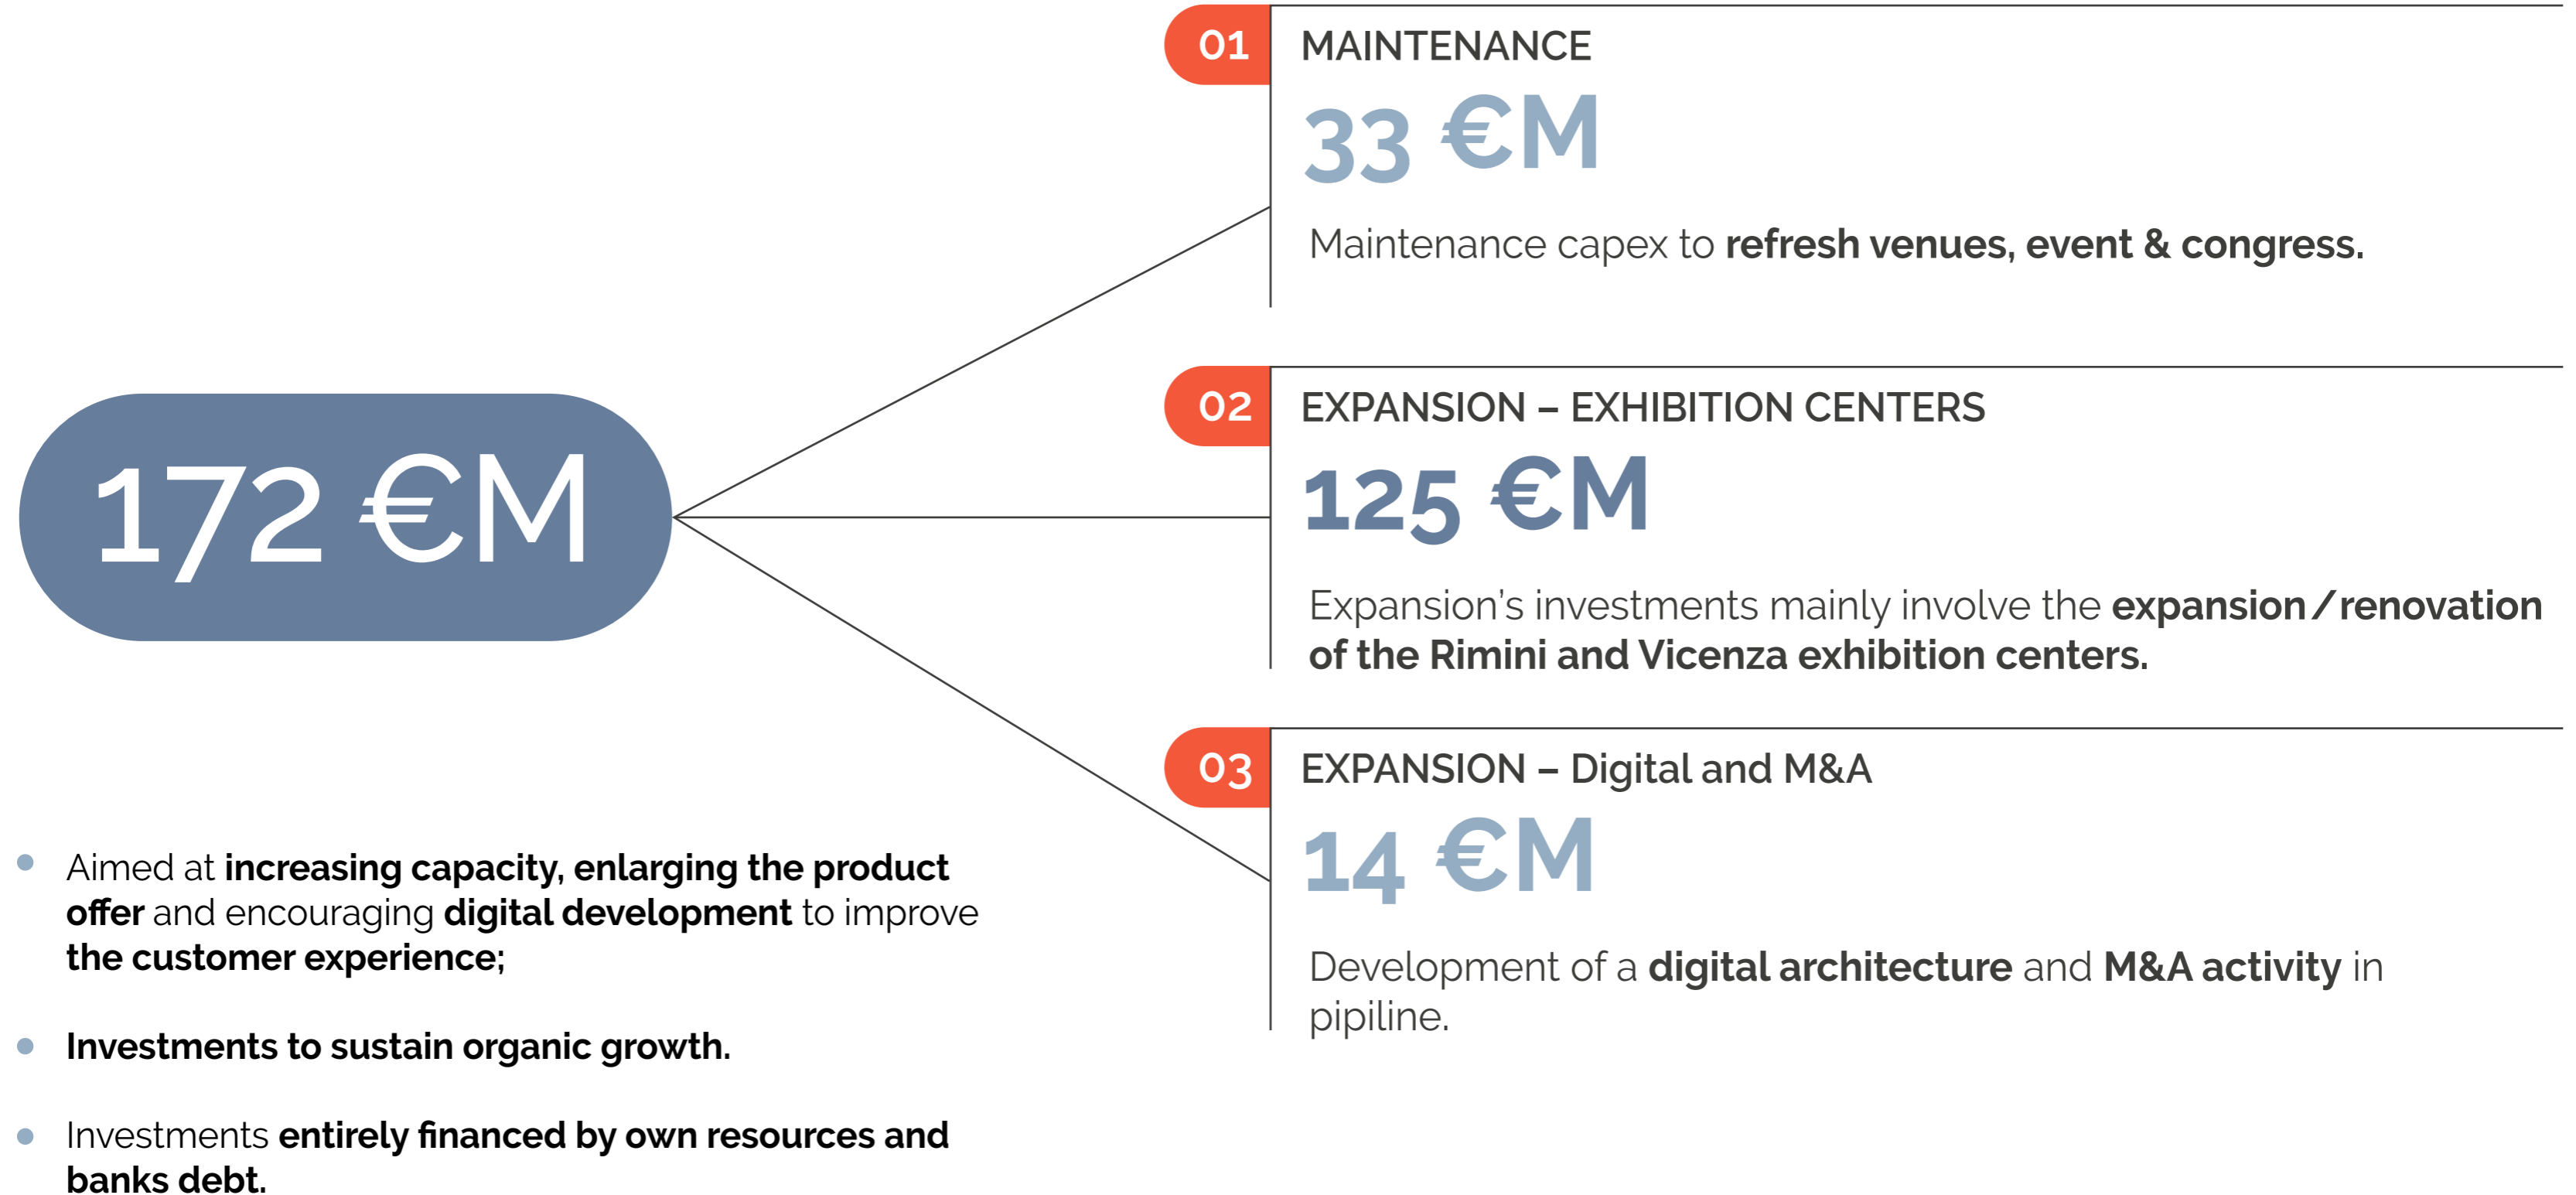 172 €M
Aimed at increasing capacity, enlarging the product
offer and encouraging digital development to improve
the customer experience;
Investments to sustain organic growth.
Investments entirely financed by own resources and
banks debt.
01
MAINTENANCE
33 €M
Maintenance capex to refresh venues, event & congress.
02
EXPANSION – EXHIBITION CENTERS
125 €M
Expansion’s investments mainly involve the expansion/renovation
of the Rimini and Vicenza exhibition centers.
03
EXPANSION – Digital and M&A
14 €M
Development of a digital architecture and M&A activity in
pipiline.